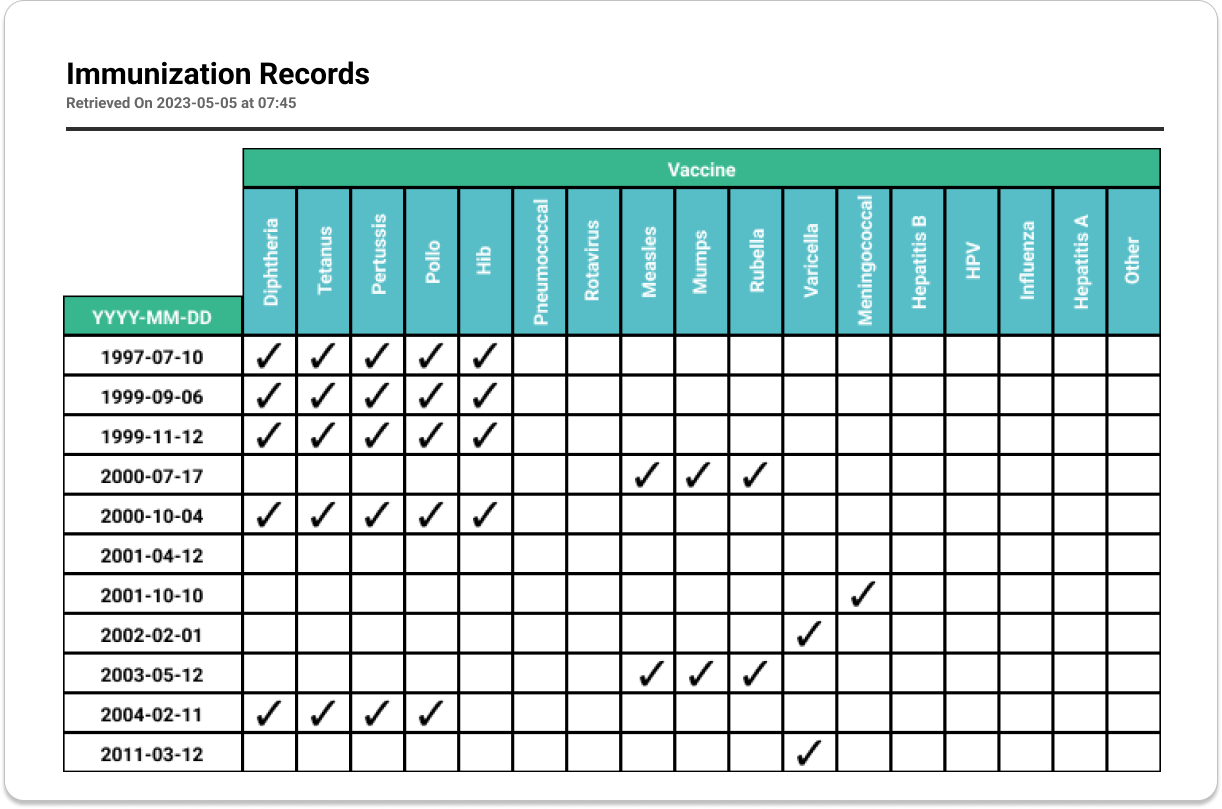 Immunization Records
Retrieved On 2023-05-05 at 07:45
Vaccine
YYYY-MM-DD Diphtheria Tetanus Pertussis Pollo Hib Pneumococcal Rotavirus Measles Mumps Rubella Varicella Meningococcal Hepatitis B HPV Influenza Hepatitis A Other
1997-07-10 ✓ ✓ ✓ ✓ ✓
1999-09-06 ✓ ✓ ✓ ✓ ✓
1999-11-12 ✓ ✓ ✓ ✓ ✓
2000-07-17 ✓ ✓ ✓
2000-10-04 ✓ ✓ ✓ ✓ ✓
2001-04-12
2001-10-10 ✓
2002-02-01 ✓
2003-05-12 ✓ ✓ ✓
2004-02-11 ✓ ✓ ✓ ✓
2011-03-12 ✓